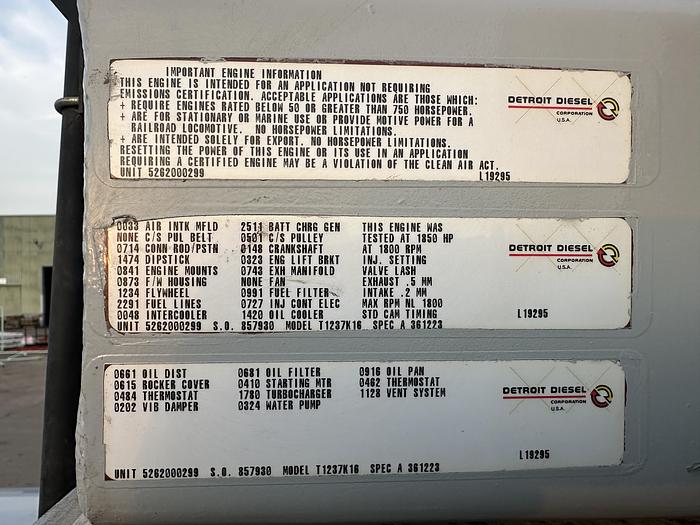 IMPORTANT ENGINE INFORMATION
THIS ENGINE IS INTENDED FOR AN APPLICATION NOT REQUIRING
EMISSIONS CERTIFICATION. ACCEPTABLE APPLICATIONS ARE THOSE WHICH:
+ REQUIRE ENGINES RATED BELOW 50 OR GREATER THAN 750 HORSEPOWER.
+ ARE FOR STATIONARY OR MARINE USE OR PROVIDE MOTIVE POWER FOR A
RAILROAD LOCOMOTIVE. NO HORSEPOWER LIMITATIONS.
+ ARE INTENDED SOLELY FOR EXPORT. NO HORSEPOWER LIMITATIONS.
RESETTING THE POWER OF THIS ENGINE OR ITS USE IN AN APPLICATION
REQUIRING A CERTIFIED ENGINE MAY BE A VIOLATION OF THE CLEAN AIR ACT.
UNIT 5262000299 L19295
DETROIT DIESEL
CORPORATION
U.S.A.
0033 AIR INTK MFLD 2511 BATT CHRG GEN THIS ENGINE WAS
NONE C/S PUL BELT 0501 C/S PULLEY TESTED AT 1850 HP
0714 CONN ROD/PSTN 0148 CRANKSHAFT AT 1800 RPM
1474 DIPSTICK 0323 ENG LIFT BRKT INJ. SETTING
0841 ENGINE MOUNTS 0743 EXH MANIFOLD VALVE LASH
0873 F/W HOUSING NONE FAN EXHAUST .5 MM
1234 FLYWHEEL 0991 FUEL FILTER INTAKE .2 MM
2291 FUEL LINES 0727 INJ CONT ELEC MAX RPM NL 1800
0048 INTERCOOLER 1420 OIL COOLER STD CAM TIMING L19295
UNIT 5262000299 S.O. 857930 MODEL T1237K16 SPEC A 361223
DETROIT DIESEL
CORPORATION
U.S.A.
0661 OIL DIST 0681 OIL FILTER 0916 OIL PAN
0615 ROCKER COVER 0410 STARTING MTR 0462 THERMOSTAT
0484 THERMOSTAT 1780 TURBOCHARGER 1128 VENT SYSTEM
0202 VIB DAMPER 0324 WATER PUMP
DETROIT DIESEL
CORPORATION
U.S.A.
L19295
UNIT 5262000299 S.O. 857930 MODEL T1237K16 SPEC A 361223